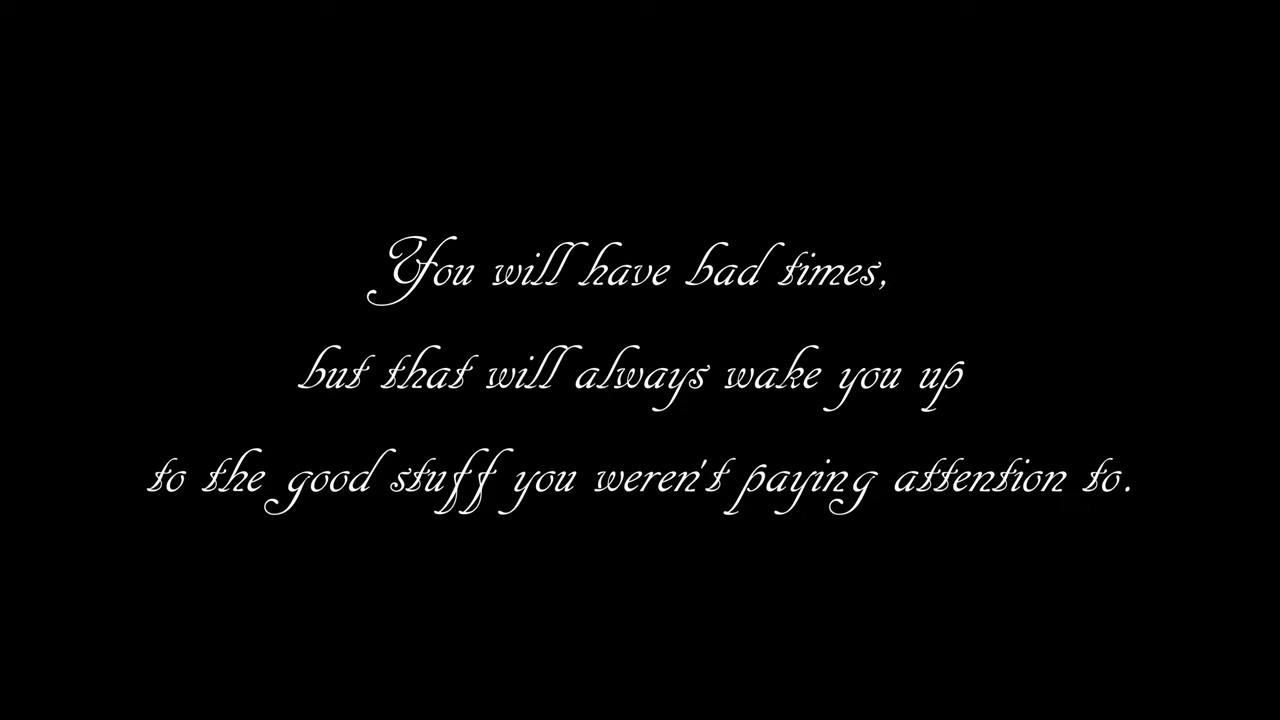 You will have bad times,
but that will always wake you up
to the good stuff you weren't paying attention to.